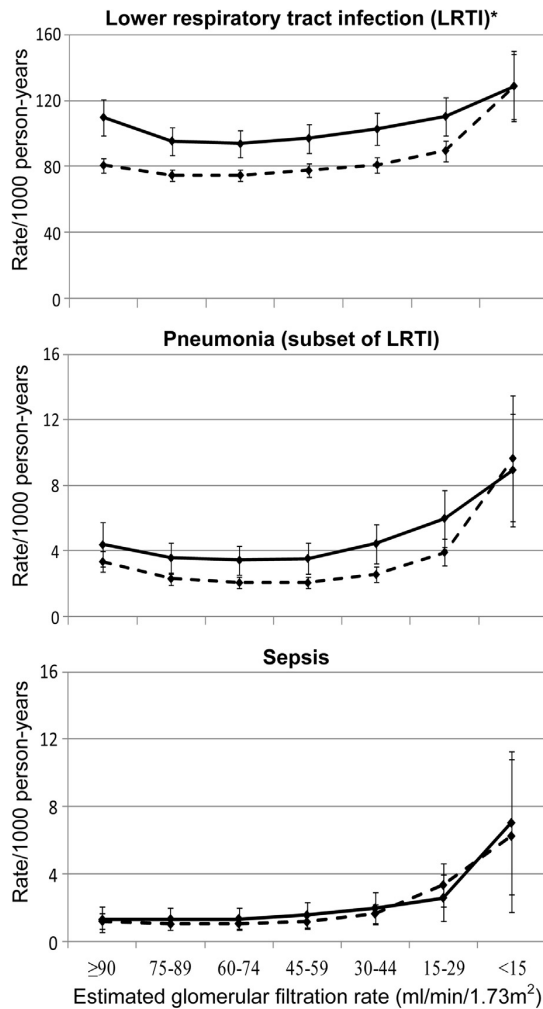 Lower respiratory tract infection (LRTI)*
Rate/1000 person-years
160
120
80
40
0
Pneumonia (subset of LRTI)
Rate/1000 person-years
16
12
8
4
0
Sepsis
Rate/1000 person-years
16
12
8
4
0
≥90 75-89 60-74 45-59 30-44 15-29 <15
Estimated glomerular filtration rate (ml/min/1.73m²)